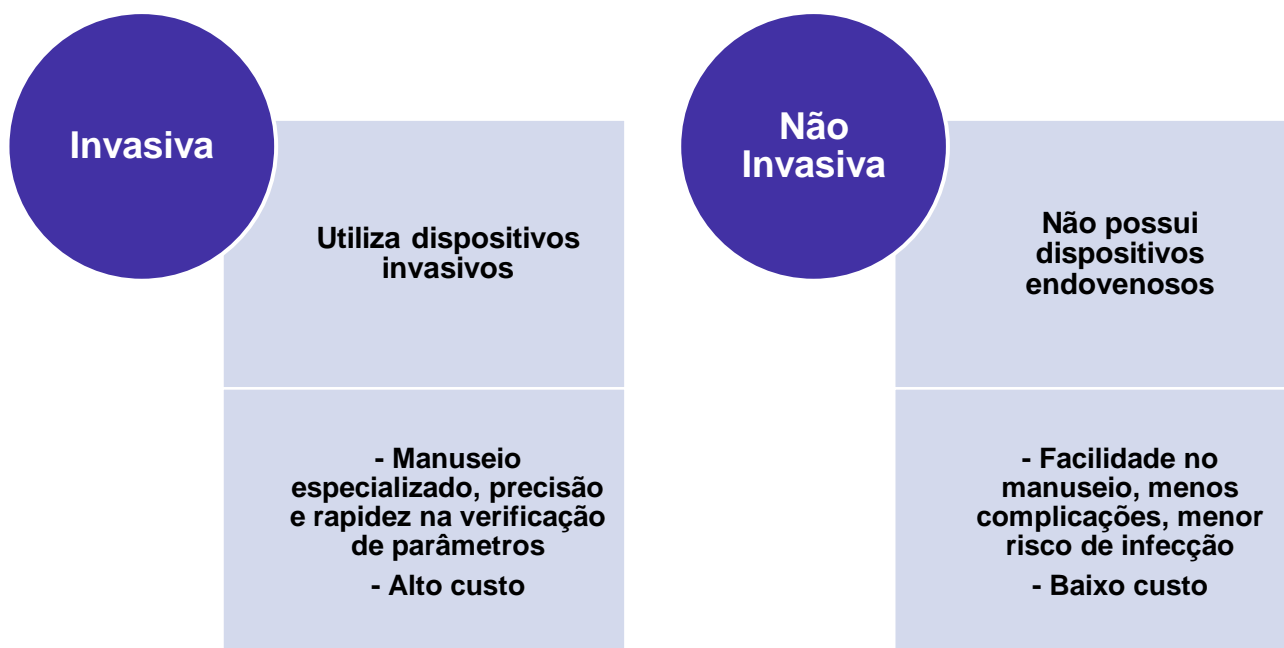 Invasiva
Utiliza dispositivos
invasivos
- Manuseio
especializado, precisão
e rapidez na verificação
de parâmetros
- Alto custo
Não
Invasiva
Não possui
dispositivos
endovenosos
- Facilidade no
manuseio, menos
complicações, menor
risco de infecção
- Baixo custo